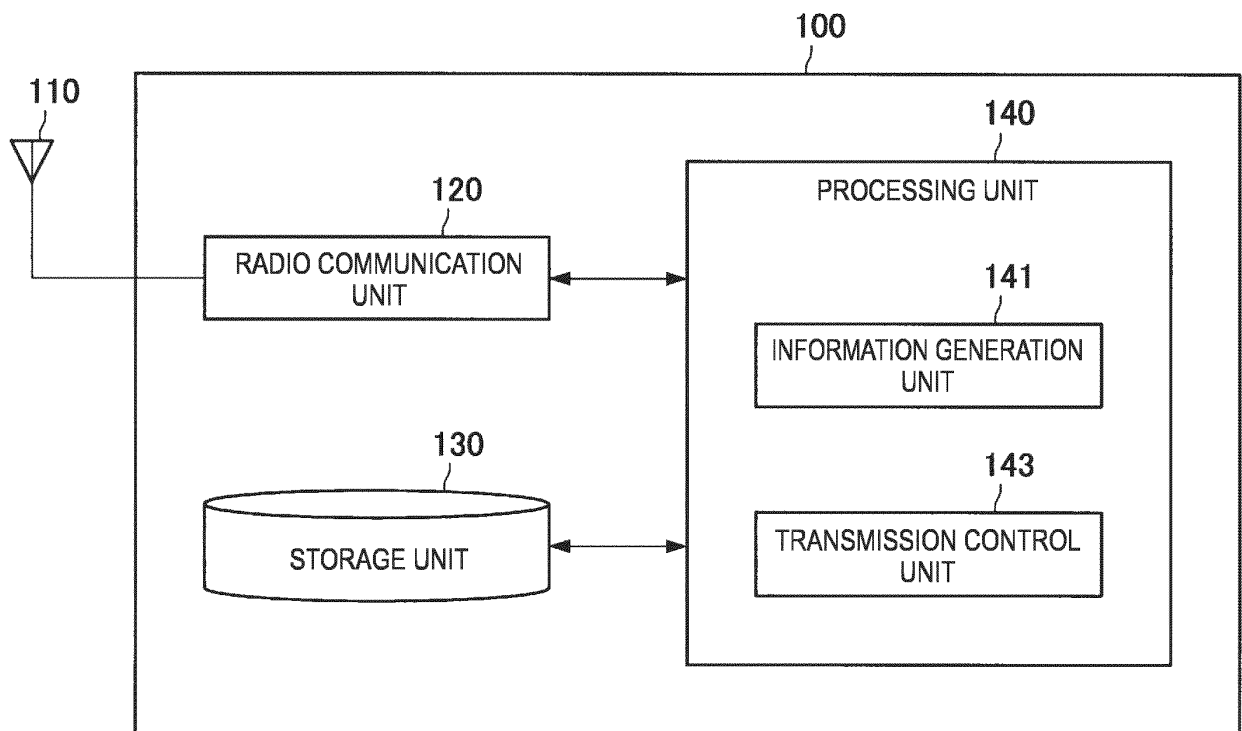 100
110
140
PROCESSING UNIT
120
RADIO COMMUNICATION
UNIT
141
INFORMATION GENERATION
UNIT
130
STORAGE UNIT
143
TRANSMISSION CONTROL
UNIT